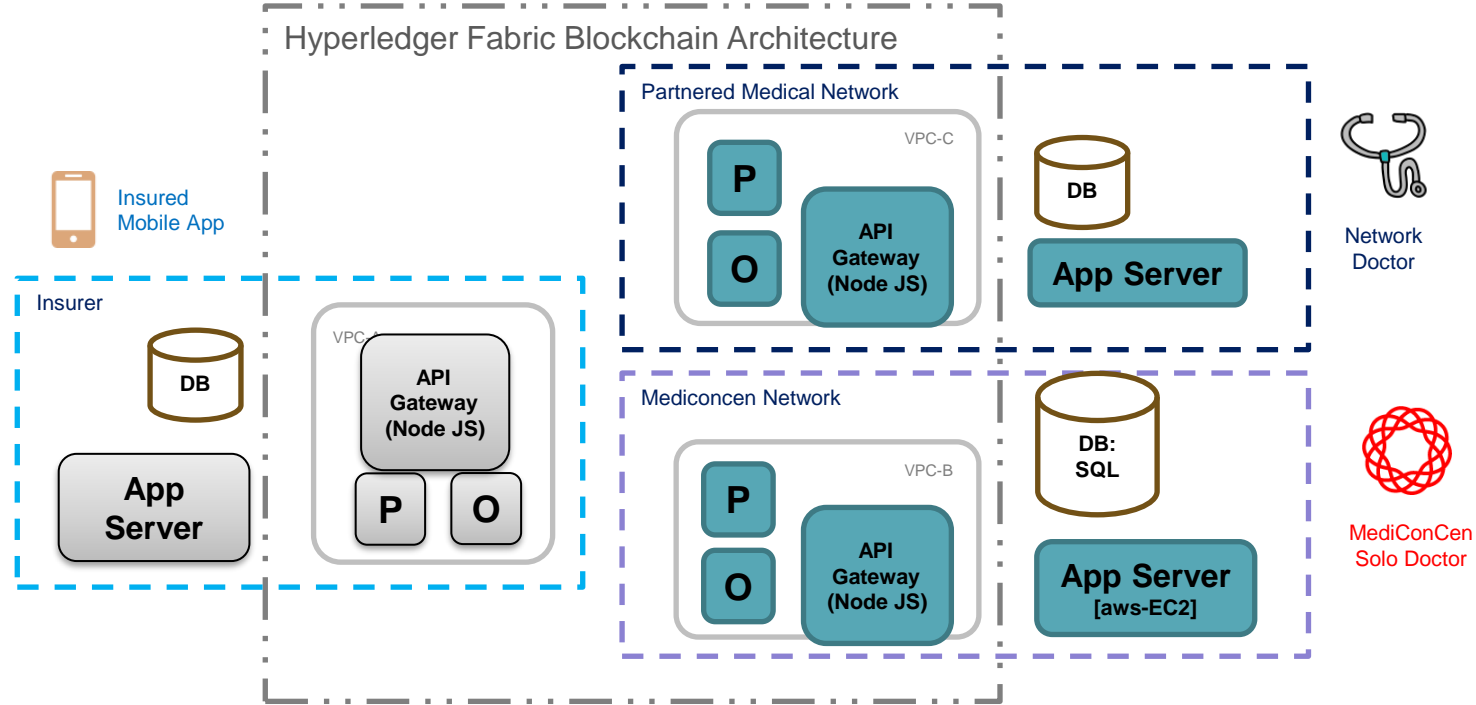 Hyperledger Fabric Blockchain Architecture
Insured
Mobile App
Insurer
DB
App
Server
VPC-A
API
Gateway
(Node JS)
P
O
Partnered Medical Network
VPC-C
P
O
API
Gateway
(Node JS)
DB
App Server
Network
Doctor
Mediconcen Network
VPC-B
P
O
API
Gateway
(Node JS)
DB:
SQL
App Server
[aws-EC2]
MediConCen
Solo Doctor